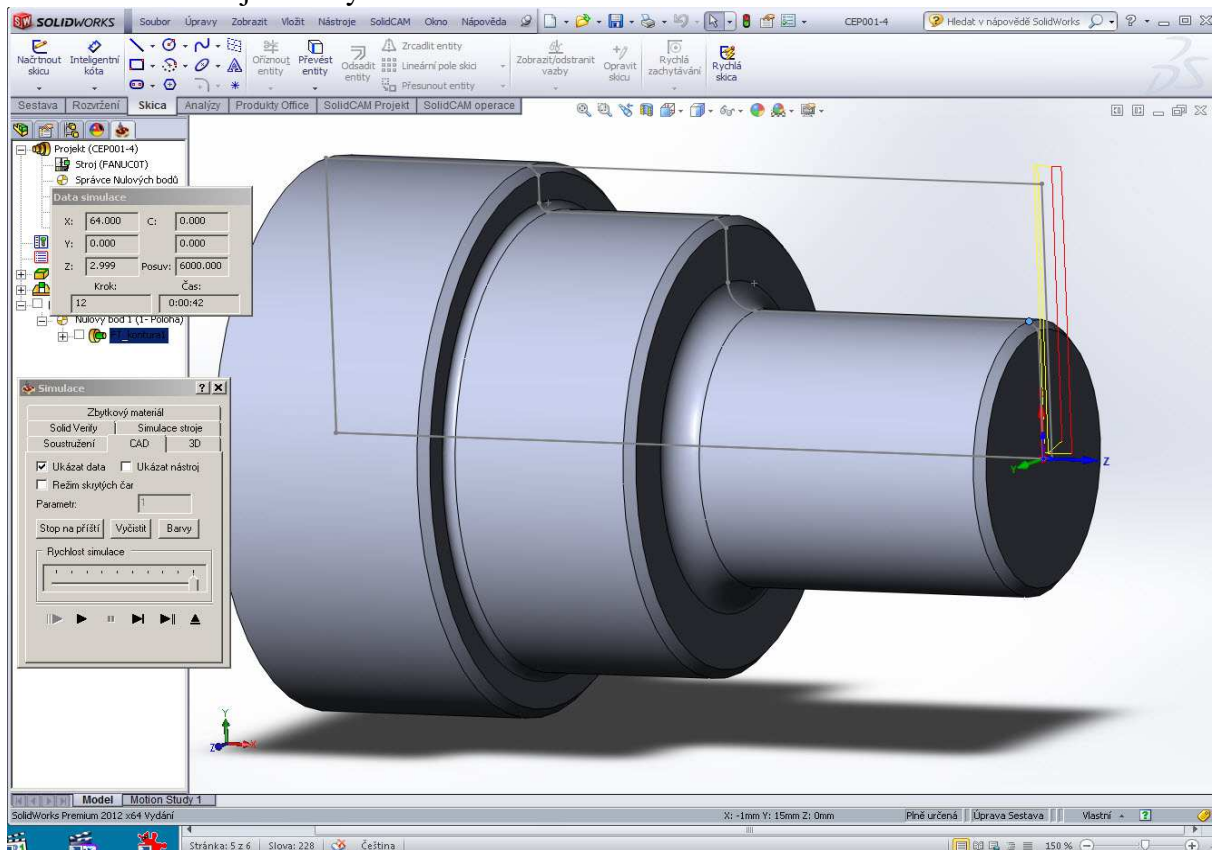 SOLIDWORKS Soubor Úpravy Zobrazit Vložit Nástroje SolidCAM Okno Nápověda CEP001-4 Hledat v nápovědě SolidWorks
Načrtnout skicu
Inteligentní kóta
Oříznout entity
Převést entity
Odsadit entity
Zrcadlit entity
Lineární pole skici
Přesunout entity
Zobrazit/odstranit vazby
Opravit skicu
Rychlá zachytávání
Rychlá skica
Sestava Rozvržení Skica Analýzy Produkty Office SolidCAM Projekt SolidCAM operace
Projekt (CEP001-4)
Stroj (FANUC0T)
Správce Nulových bodů
Data simulace
X: 64.000 C: 0.000
Y: 0.000 0.000
Z: 2.999 Posuv: 6000.000
Krok: Čas:
12 0:00:42
Nulový bod 1 (1- Poloha)
Simulace
Zbytkový materiál
Solid Verify Simulace stroje
Soustružení CAD 3D
Ukázat data Ukázat nástroj
Režim skrytých čar
Parametr: 1
Stop na příští Vyčistit Barvy
Rychlost simulace
Z
Y
Y
Z X
Model Motion Study 1
SolidWorks Premium 2012 x64 Vydání X: -1mm Y: 15mm Z: 0mm Plně určená Úprava Sestava Vlastní
Stránka: 5 z 6 Slova: 228 Čeština 150 %